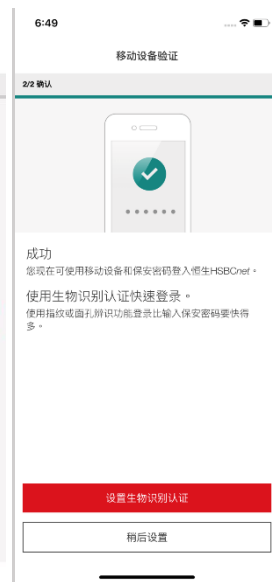 6:49
移动设备验证
2/2 确认
成功
您现在可使用移动设备和保安密码登入恒生HSBCnet。
使用生物识别认证快速登录。
使用指纹或面孔辨识功能登录比输入保安密码要快得
多。
设置生物识别认证
稍后设置